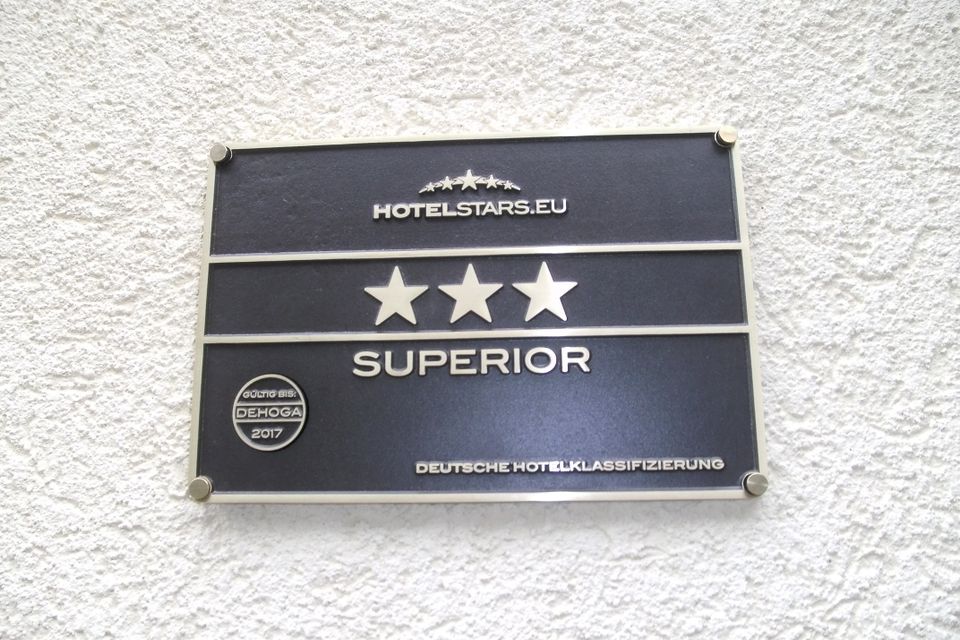 HOTELSTARS.EU
SUPERIOR
GÜLTIG BIS:
DEHOGA
2017
DEUTSCHE HOTELKLASSIFIZIERUNG